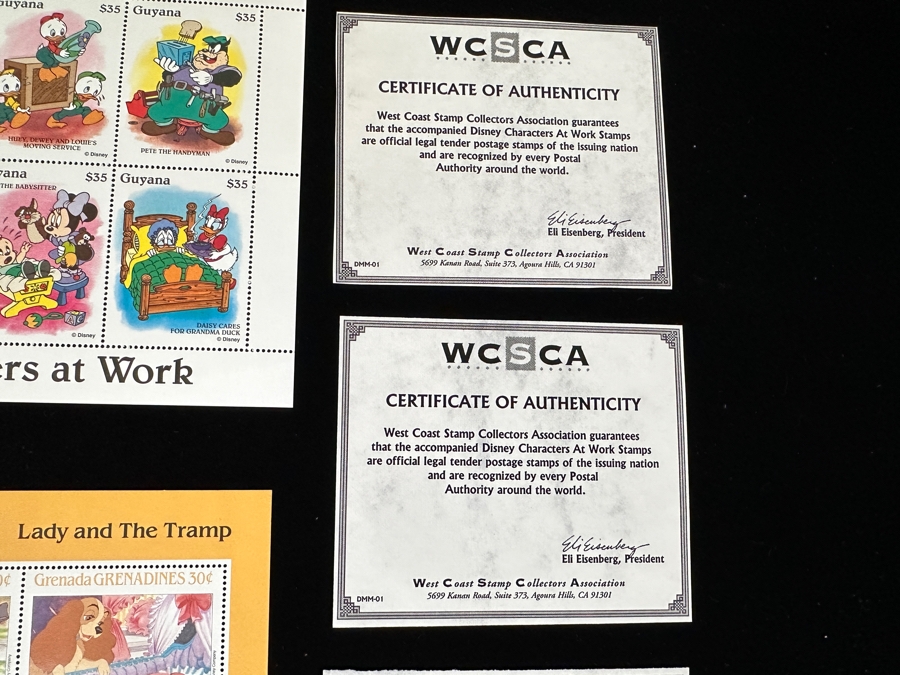 Guyana $35
HUEY, DEWEY AND LOUIE'S
MOVING SERVICE
© Disney
Guyana $35
PETE THE HANDYMAN
© Disney
$35
THE BABYSITTER
© Disney
Guyana $35
DAISY CARES
FOR GRANDMA DUCK
© Disney
ers at Work
Lady and The Tramp
0¢
Grenada GRENADINES 30¢
WCSCA
CERTIFICATE OF AUTHENTICITY
West Coast Stamp Collectors Association guarantees
that the accompanied Disney Characters At Work Stamps
are official legal tender postage stamps of the issuing nation
and are recognized by every Postal
Authority around the world.
Eli Eisenberg
Eli Eisenberg, President
West Coast Stamp Collectors Association
DMM-01 5699 Kanan Road, Suite 373, Agoura Hills, CA 91301
WCSCA
CERTIFICATE OF AUTHENTICITY
West Coast Stamp Collectors Association guarantees
that the accompanied Disney Characters At Work Stamps
are official legal tender postage stamps of the issuing nation
and are recognized by every Postal
Authority around the world.
Eli Eisenberg
Eli Eisenberg, President
West Coast Stamp Collectors Association
DMM-01 5699 Kanan Road, Suite 373, Agoura Hills, CA 91301